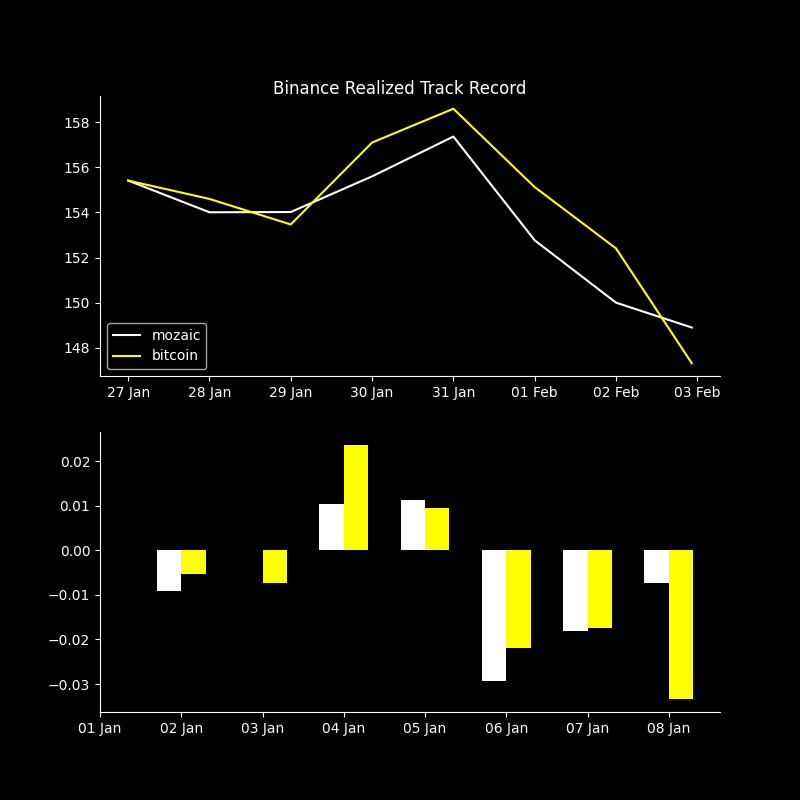 Binance Realized Track Record
158
156
154
152
150
148
mozaic
bitcoin
27 Jan 28 Jan 29 Jan 30 Jan 31 Jan 01 Feb 02 Feb 03 Feb
0.02
0.01
0.00
−0.01
−0.02
−0.03
01 Jan 02 Jan 03 Jan 04 Jan 05 Jan 06 Jan 07 Jan 08 Jan